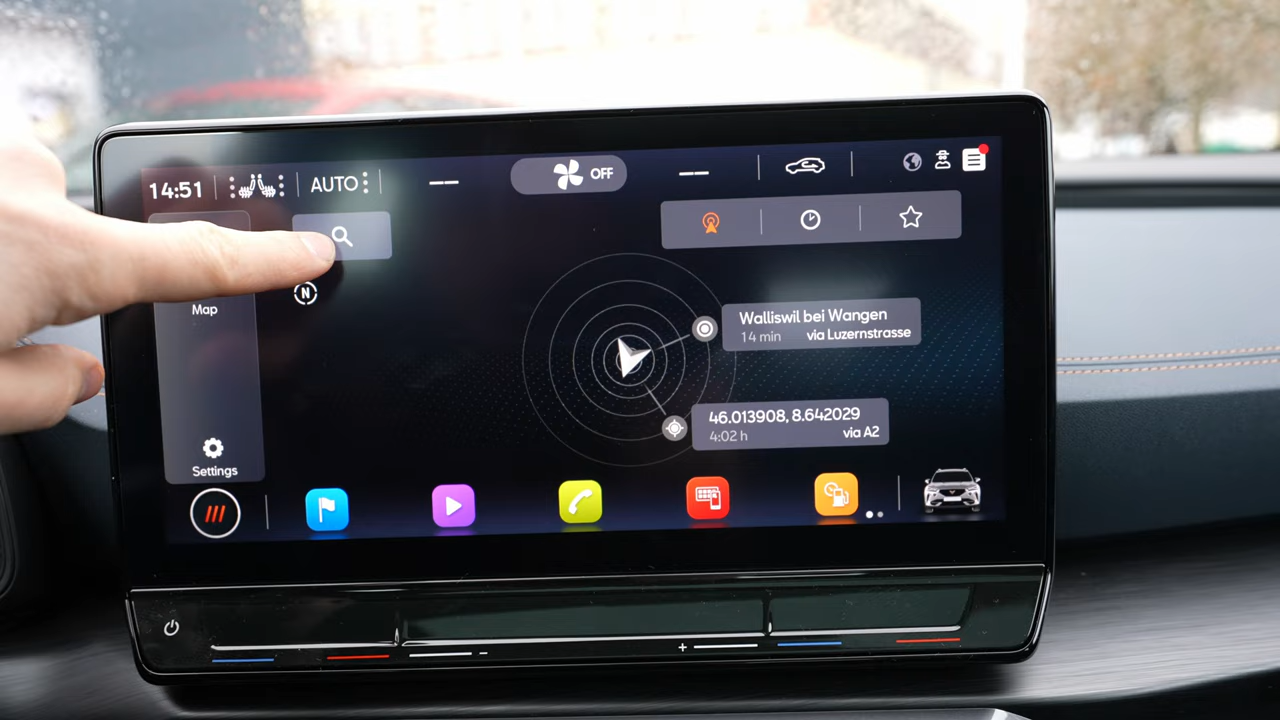 14:51
AUTO
OFF
N
Map
Walliswil bei Wangen
14 min via Luzernstrasse
46.013908, 8.642029
4:02 h via A2
Settings
- +